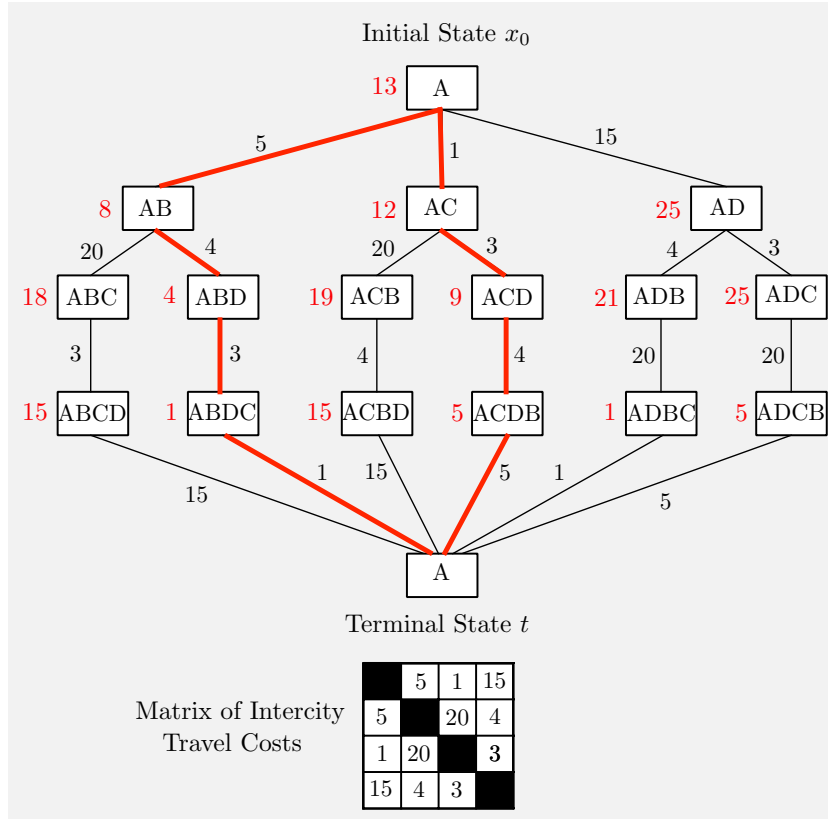 Initial State x0
13 A
5 1 15
8 AB 12 AC 25 AD
20 4 20 3 4 3
18 ABC 4 ABD 19 ACB 9 ACD 21 ADB 25 ADC
3 3 4 4 20 20
15 ABCD 1 ABDC 15 ACBD 5 ACDB 1 ADBC 5 ADCB
15 1 15 5 1 5
A
Terminal State t
Matrix of Intercity
Travel Costs
5 1 15
5 20 4
1 20 3
15 4 3